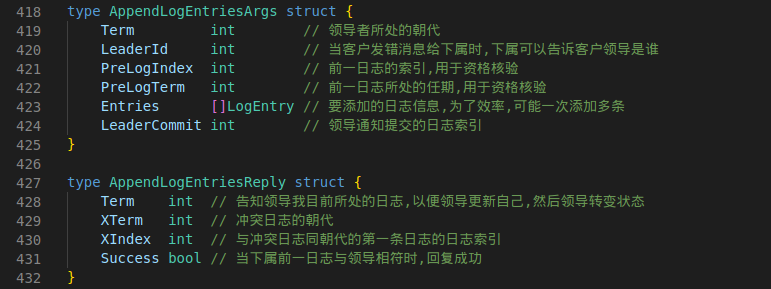 418 type AppendLogEntriesArgs struct {
419 Term int // 领导者所处的朝代
420 LeaderId int // 当客户发错消息给下属时,下属可以告诉客户领导是谁
421 PreLogIndex int // 前一日志的索引,用于资格核验
422 PreLogTerm int // 前一日志所处的任期,用于资格核验
423 Entries []LogEntry // 要添加的日志信息,为了效率,可能一次添加多条
424 LeaderCommit int // 领导通知提交的日志索引
425 }
426
427 type AppendLogEntriesReply struct {
428 Term int // 告知领导我目前所处的日志,以便领导更新自己,然后领导转变状态
429 XTerm int // 冲突日志的朝代
430 XIndex int // 与冲突日志同朝代的第一条日志的日志索引
431 Success bool // 当下属前一日志与领导相符时,回复成功
432 }